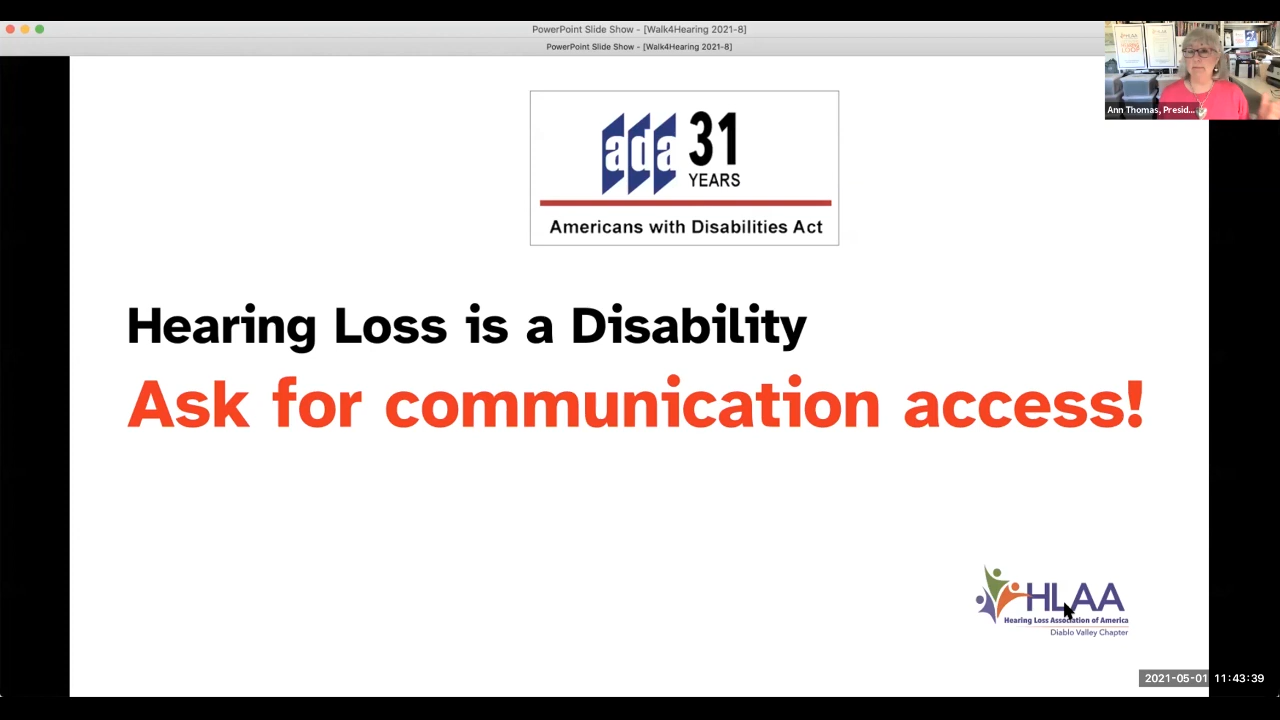 PowerPoint Slide Show - [Walk4Hearing 2021-8]
PowerPoint Slide Show - [Walk4Hearing 2021-8]
Ann Thomas, Presid...
ada 31
YEARS
Americans with Disabilities Act
Hearing Loss is a Disability
Ask for communication access!
HLAA
Hearing Loss Association of America
Diablo Valley Chapter
2021-05-01 11:43:39